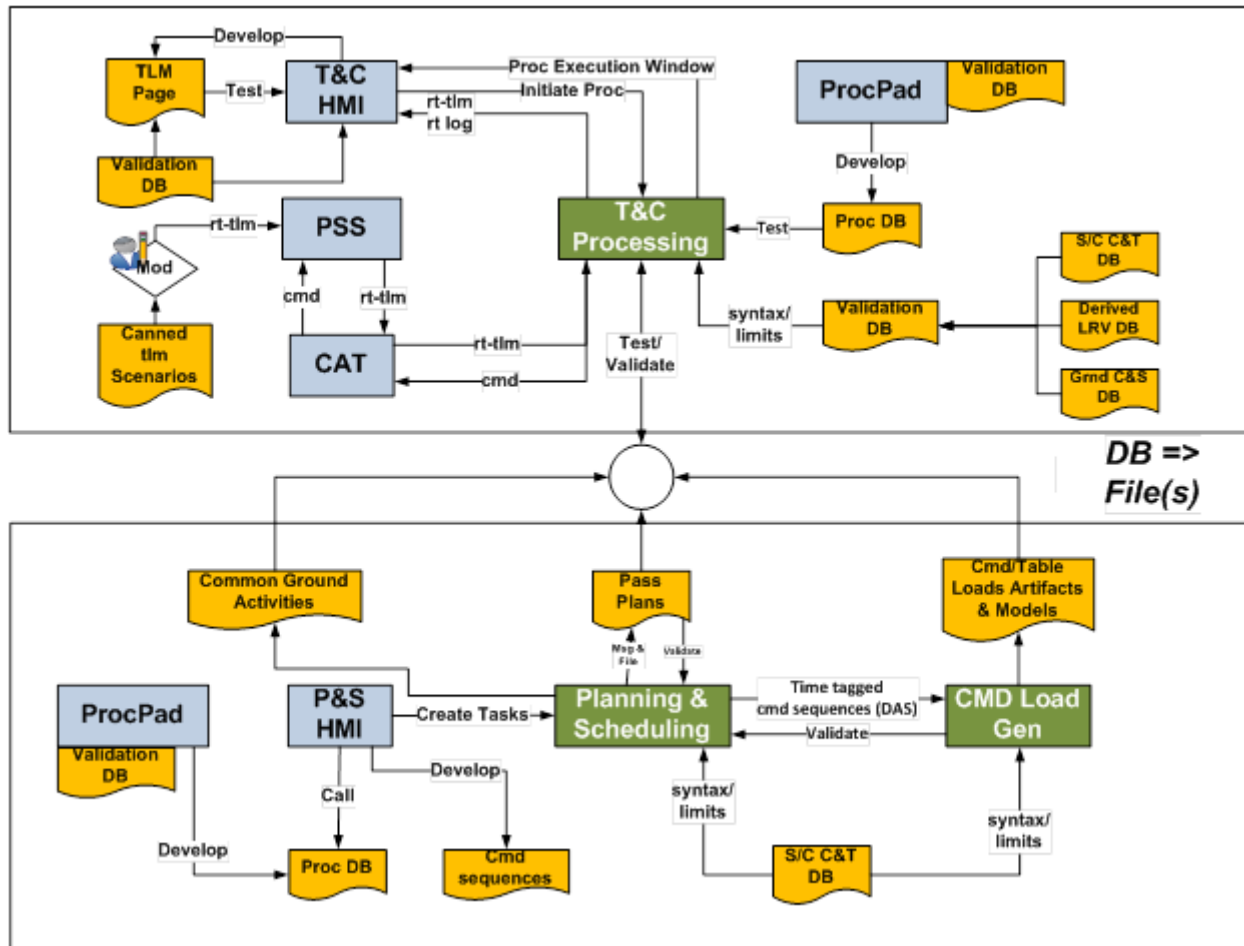 Develop
TLM
Page
Test
T&C
HMI
Proc Execution Window
Initiate Proc
rt-tlm
rt log
ProcPad
Validation
DB
Develop
Validation
DB
rt-tlm
PSS
T&C
Processing
Test
Proc DB
Mod
cmd
rt-tlm
S/C C&T
DB
Canned
tlm
Scenarios
CAT
rt-tlm
cmd
Test/
Validate
syntax/
limits
Validation
DB
Derived
LRV DB
Grnd C&S
DB
DB =>
File(s)
Common Ground
Activities
Pass
Plans
Cmd/Table
Loads Artifacts
& Models
Msg &
File
Validate
ProcPad
Validation
DB
P&S
HMI
Create Tasks
Planning &
Scheduling
Time tagged
cmd sequences (DAS)
Validate
CMD Load
Gen
Develop
Call
Develop
syntax/
limits
syntax/
limits
Proc DB
Cmd
sequences
S/C C&T
DB